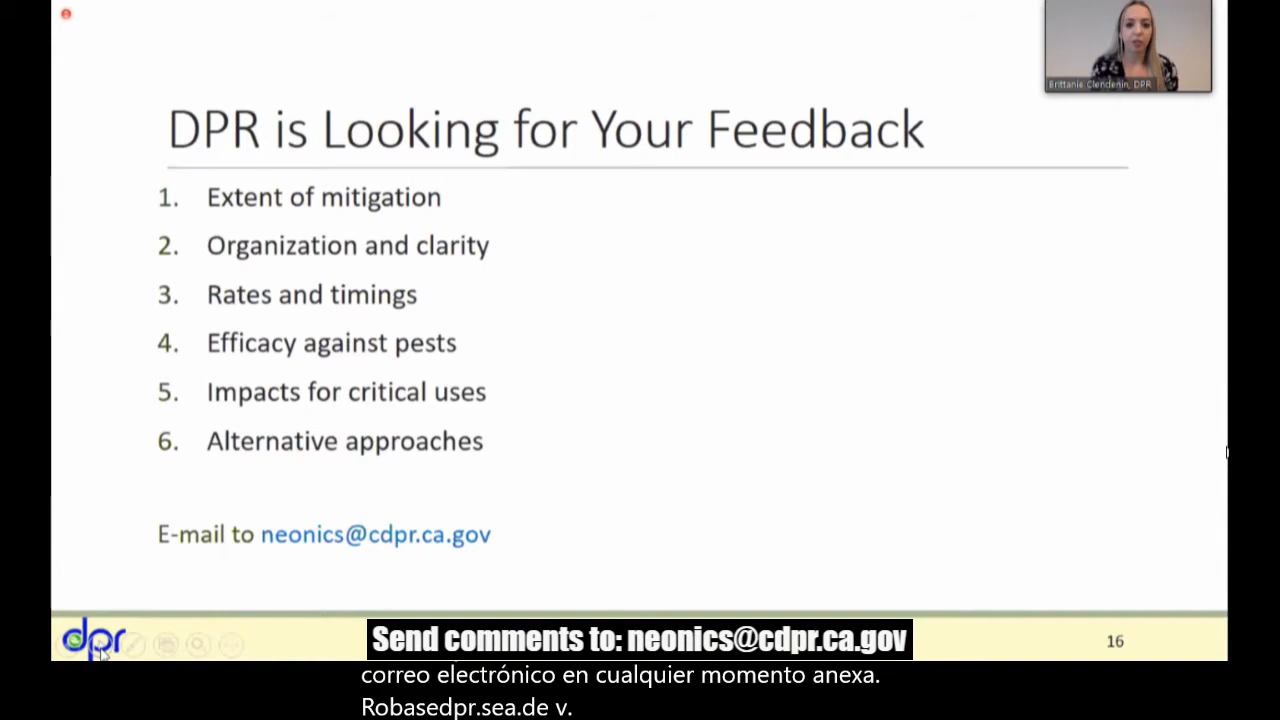 Brittanie Clendenin, DPR
DPR is Looking for Your Feedback
1. Extent of mitigation
2. Organization and clarity
3. Rates and timings
4. Efficacy against pests
5. Impacts for critical uses
6. Alternative approaches
E-mail to neonics@cdpr.ca.gov
dpr
Send comments to: neonics@cdpr.ca.gov
16
correo electrónico en cualquier momento anexa.
Robasedpr.sea.de v.